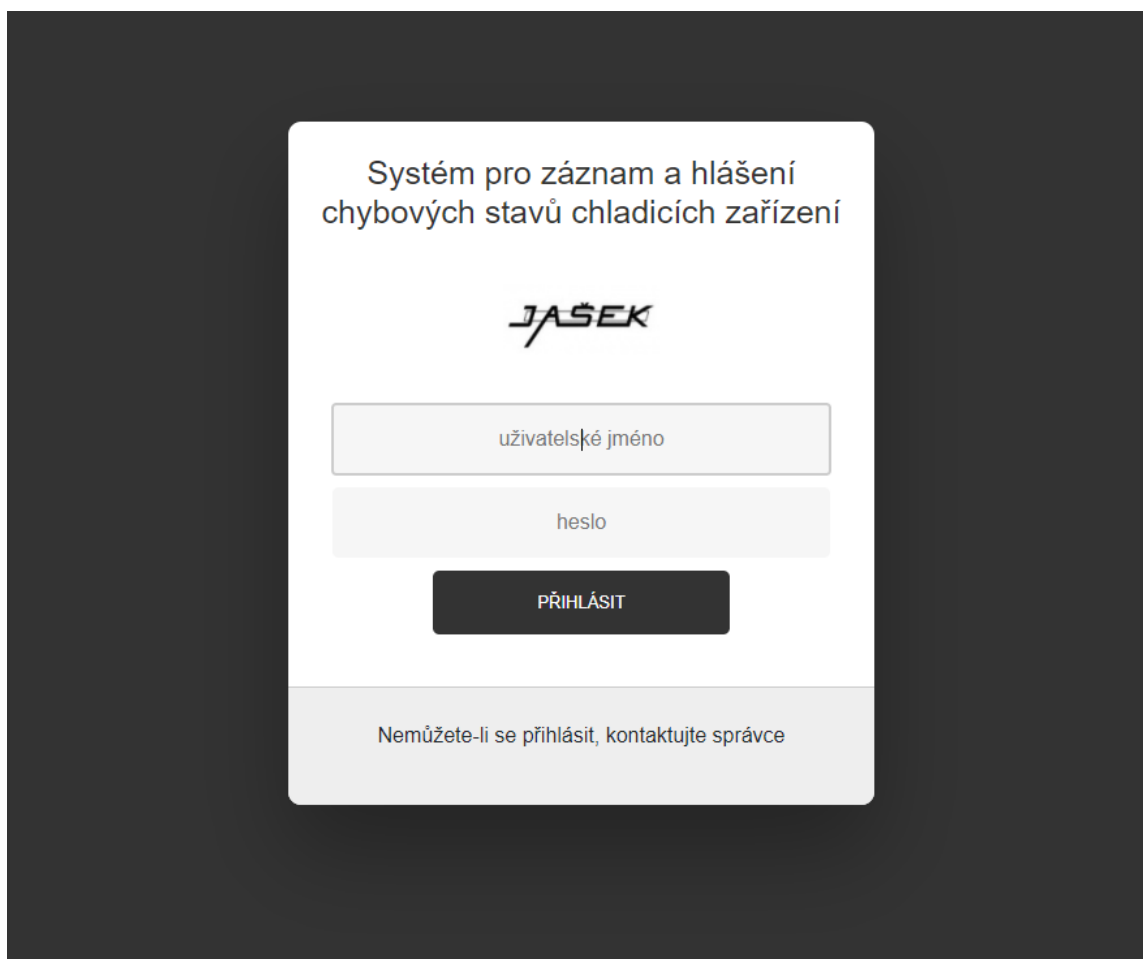 Systém pro záznam a hlášení
chybových stavů chladicích zařízení
JAŠEK
uživatelské jméno
heslo
PŘIHLÁSIT
Nemůžete-li se přihlásit, kontaktujte správce